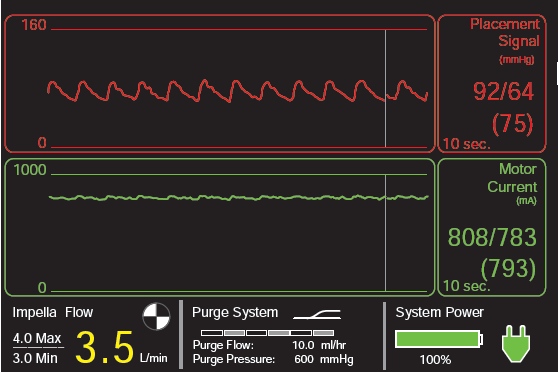 160
0
Placement
Signal
(mmHg)
92/64
(75)
10 sec.
1000
0
Motor
Current
(mA)
808/783
(793)
10 sec.
Impella Flow
4.0 Max
3.0 Min
3.5 L/min
Purge System
Purge Flow: 10.0 ml/hr
Purge Pressure: 600 mmHg
System Power
100%